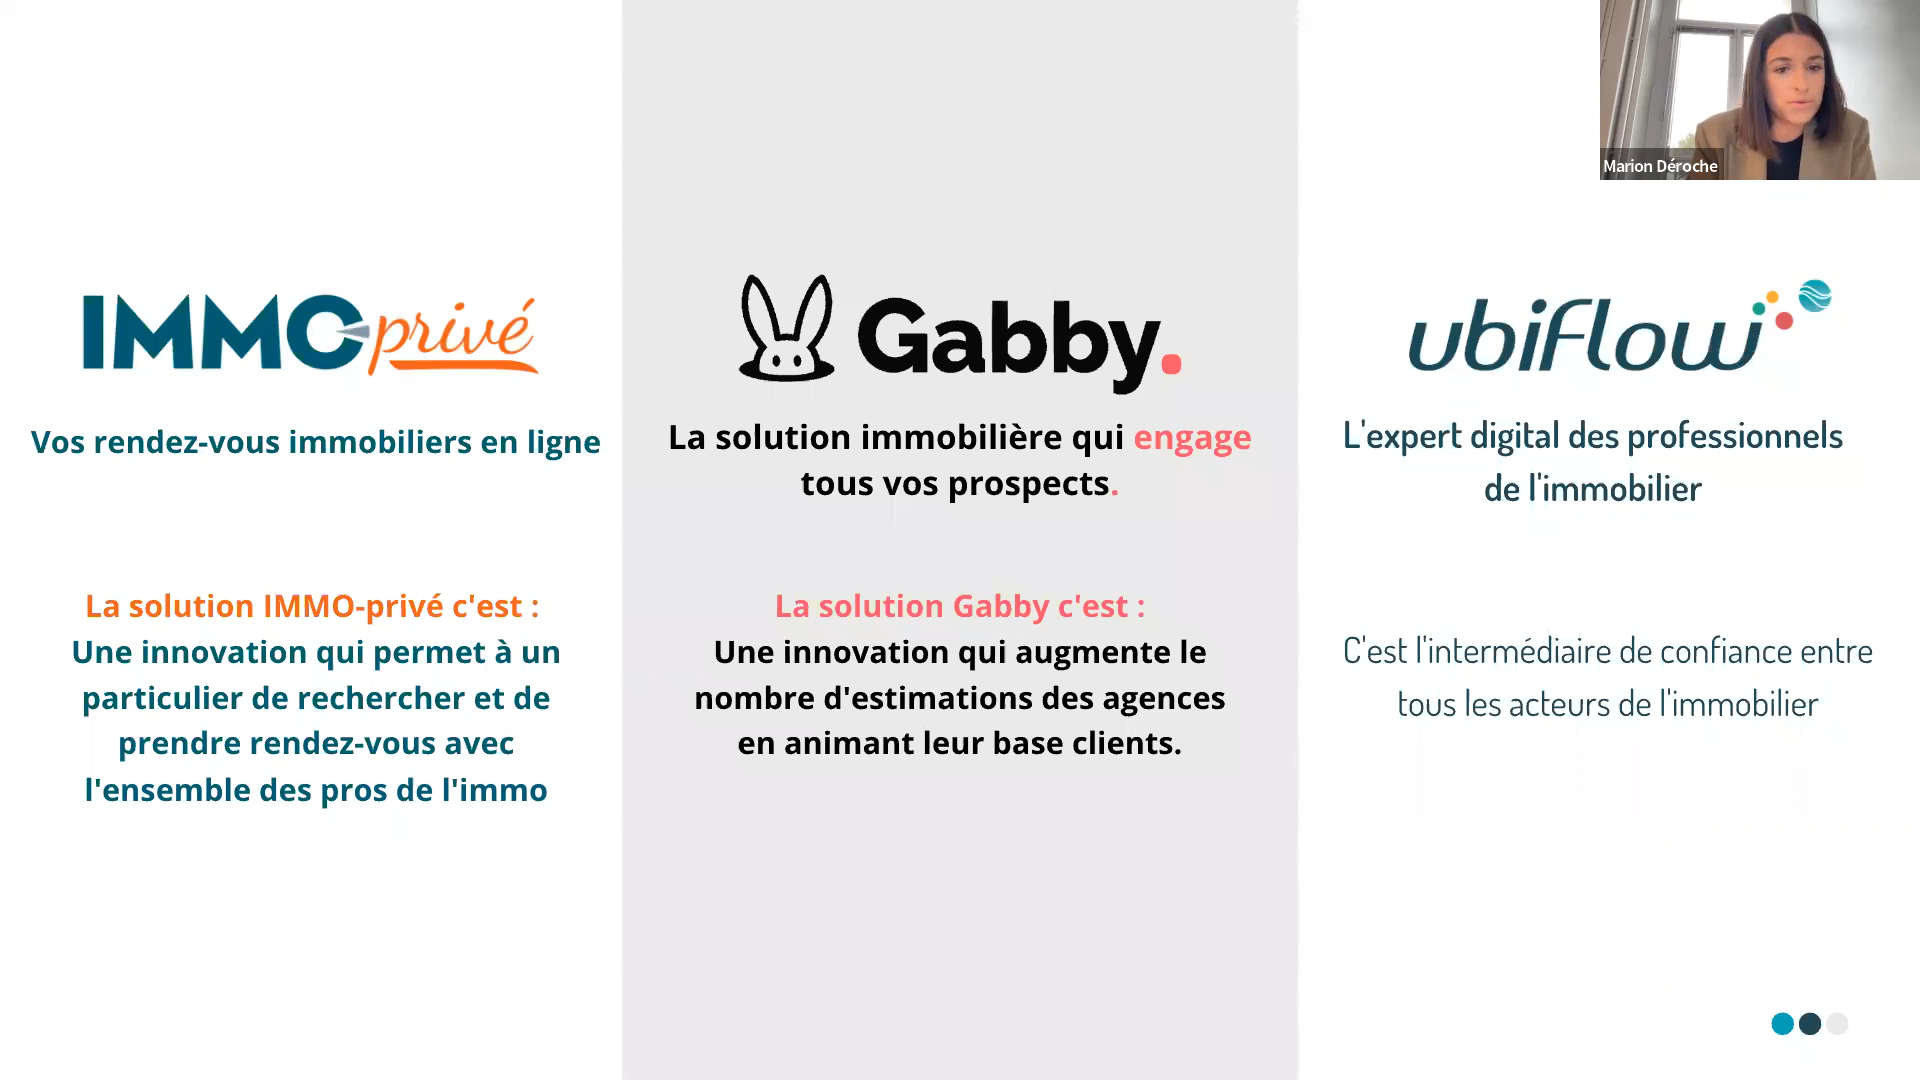 IMMO privé
Vos rendez-vous immobiliers en ligne
La solution IMMO-privé c'est :
Une innovation qui permet à un
particulier de rechercher et de
prendre rendez-vous avec
l'ensemble des pros de l'immo
Gabby.
La solution immobilière qui engage
tous vos prospects.
La solution Gabby c'est :
Une innovation qui augmente le
nombre d'estimations des agences
en animant leur base clients.
Marion Déroche
ubiflow
L'expert digital des professionnels
de l'immobilier
C'est l'intermédiaire de confiance entre
tous les acteurs de l'immobilier